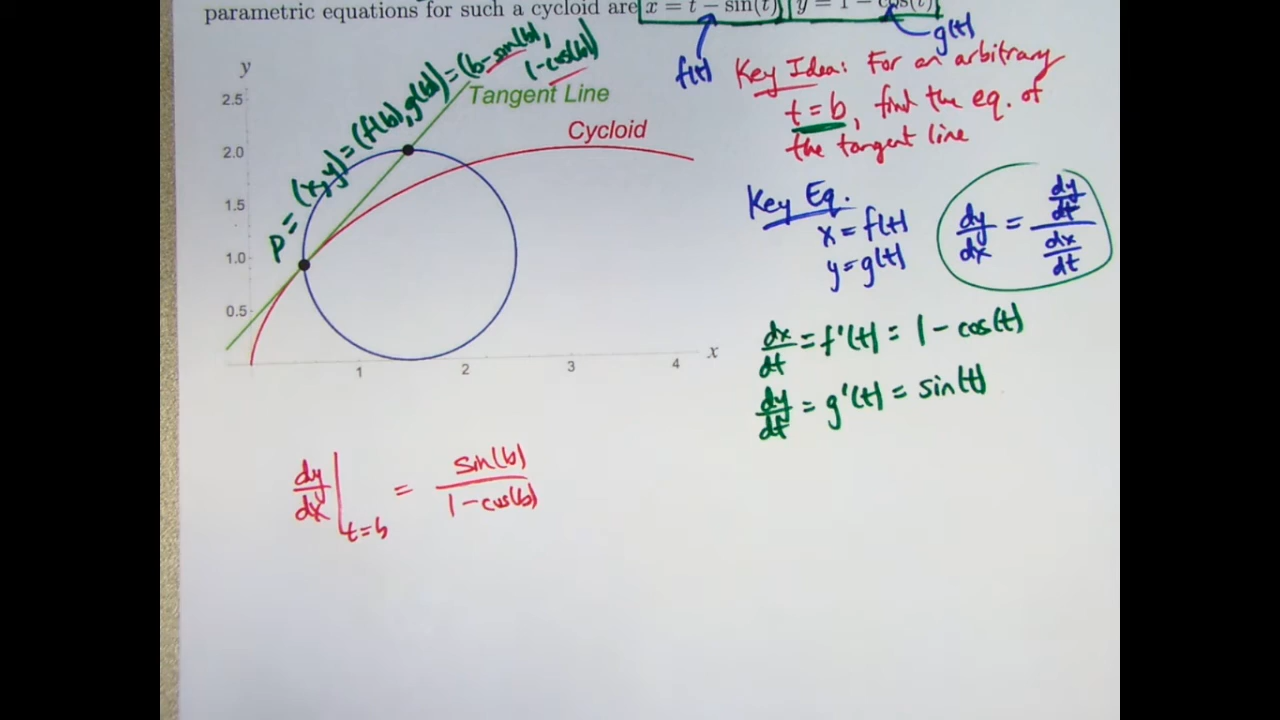 parametric equations for such a cycloid are x = t − sin(t) y = 1 − cos(t)
f(t)
g(t)
Key Idea: For an arbitrary
t = b, find the eq. of
the tangent line
y
2.5
2.0
1.5
1.0
0.5
1
2
3
4
x
P = (x,y) = (f(b), g(b)) = (b-sin(b),
1-cos(b))
Tangent Line
Cycloid
Key Eq.
x = f(t)
y = g(t)
dy/dx = (dy/dt)/(dx/dt)
dx/dt = f'(t) = 1 - cos(t)
dy/dt = g'(t) = sin(t)
dy/dx |t=b = sin(b)/(1-cos(b))